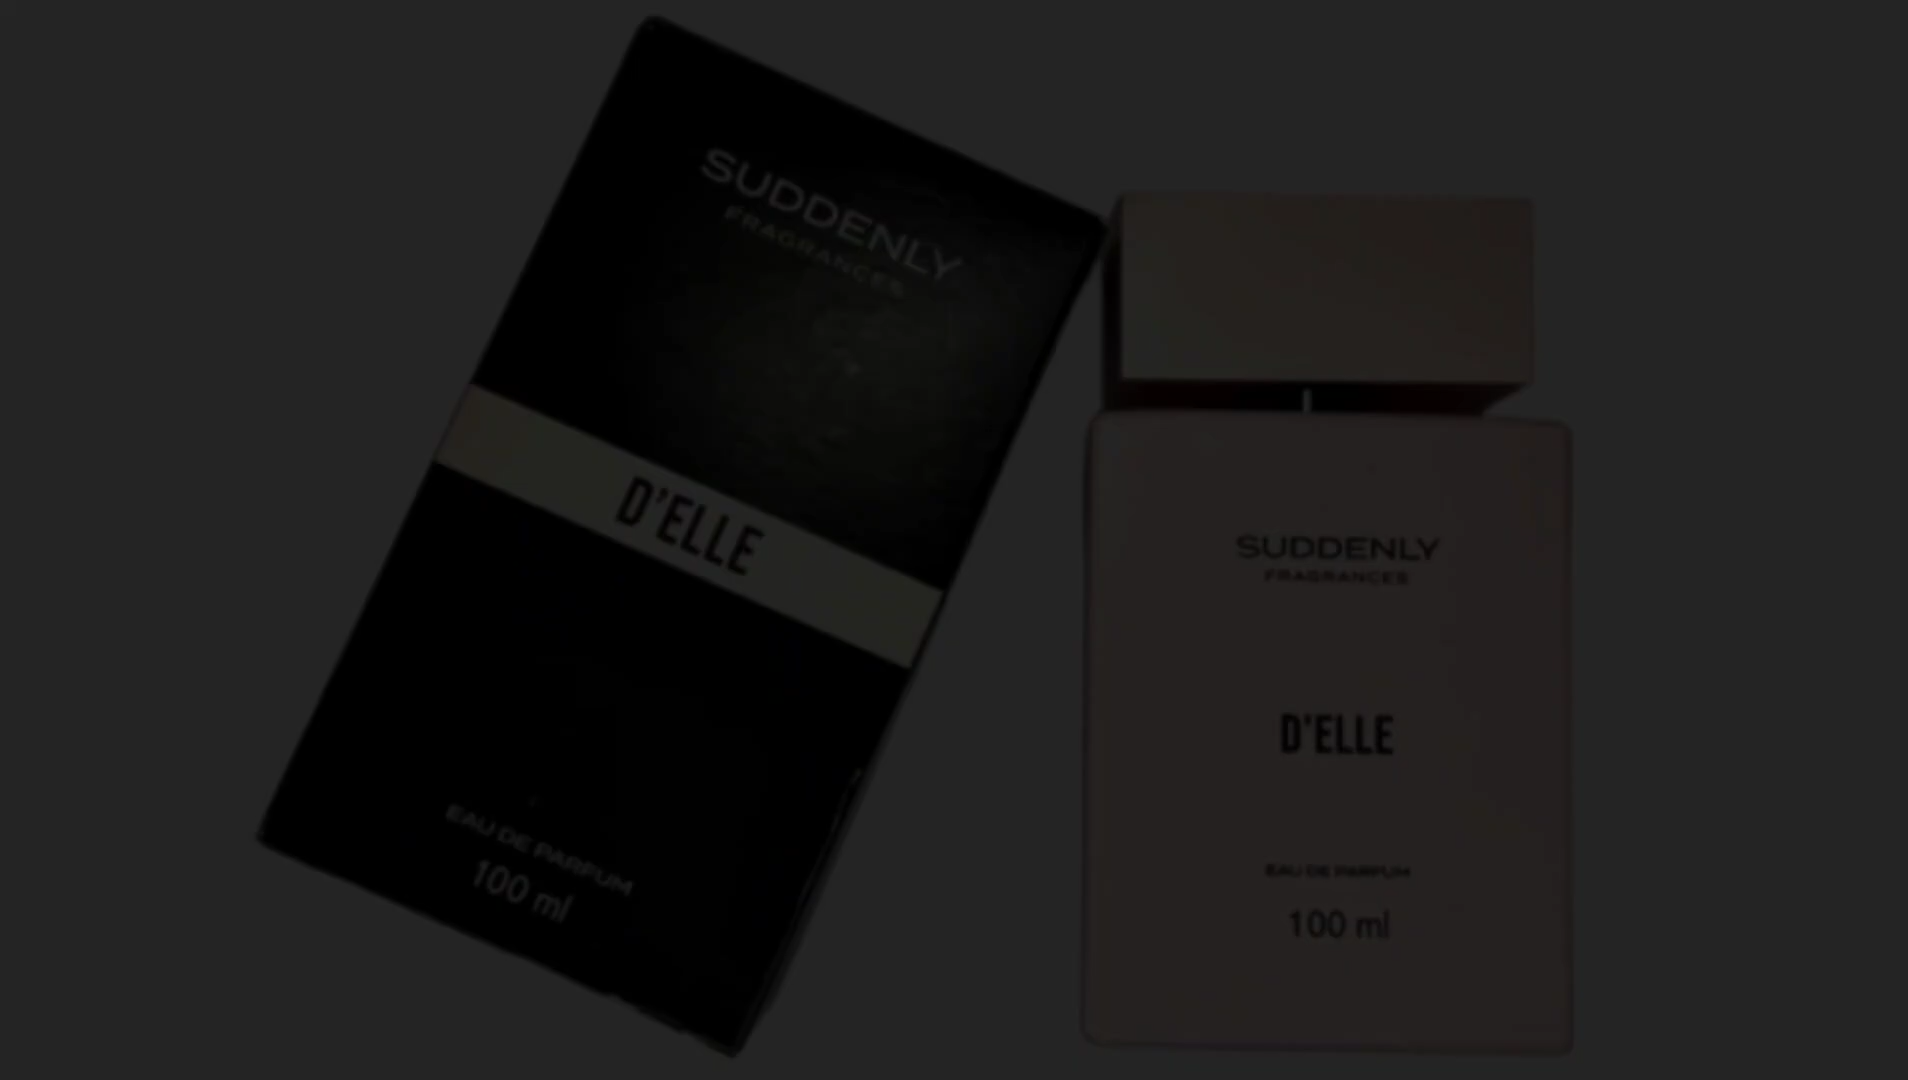 SUDDENLY
FRAGRANCES
D'ELLE
EAU DE PARFUM
100 ml
SUDDENLY
FRAGRANCES
D'ELLE
EAU DE PARFUM
100 ml